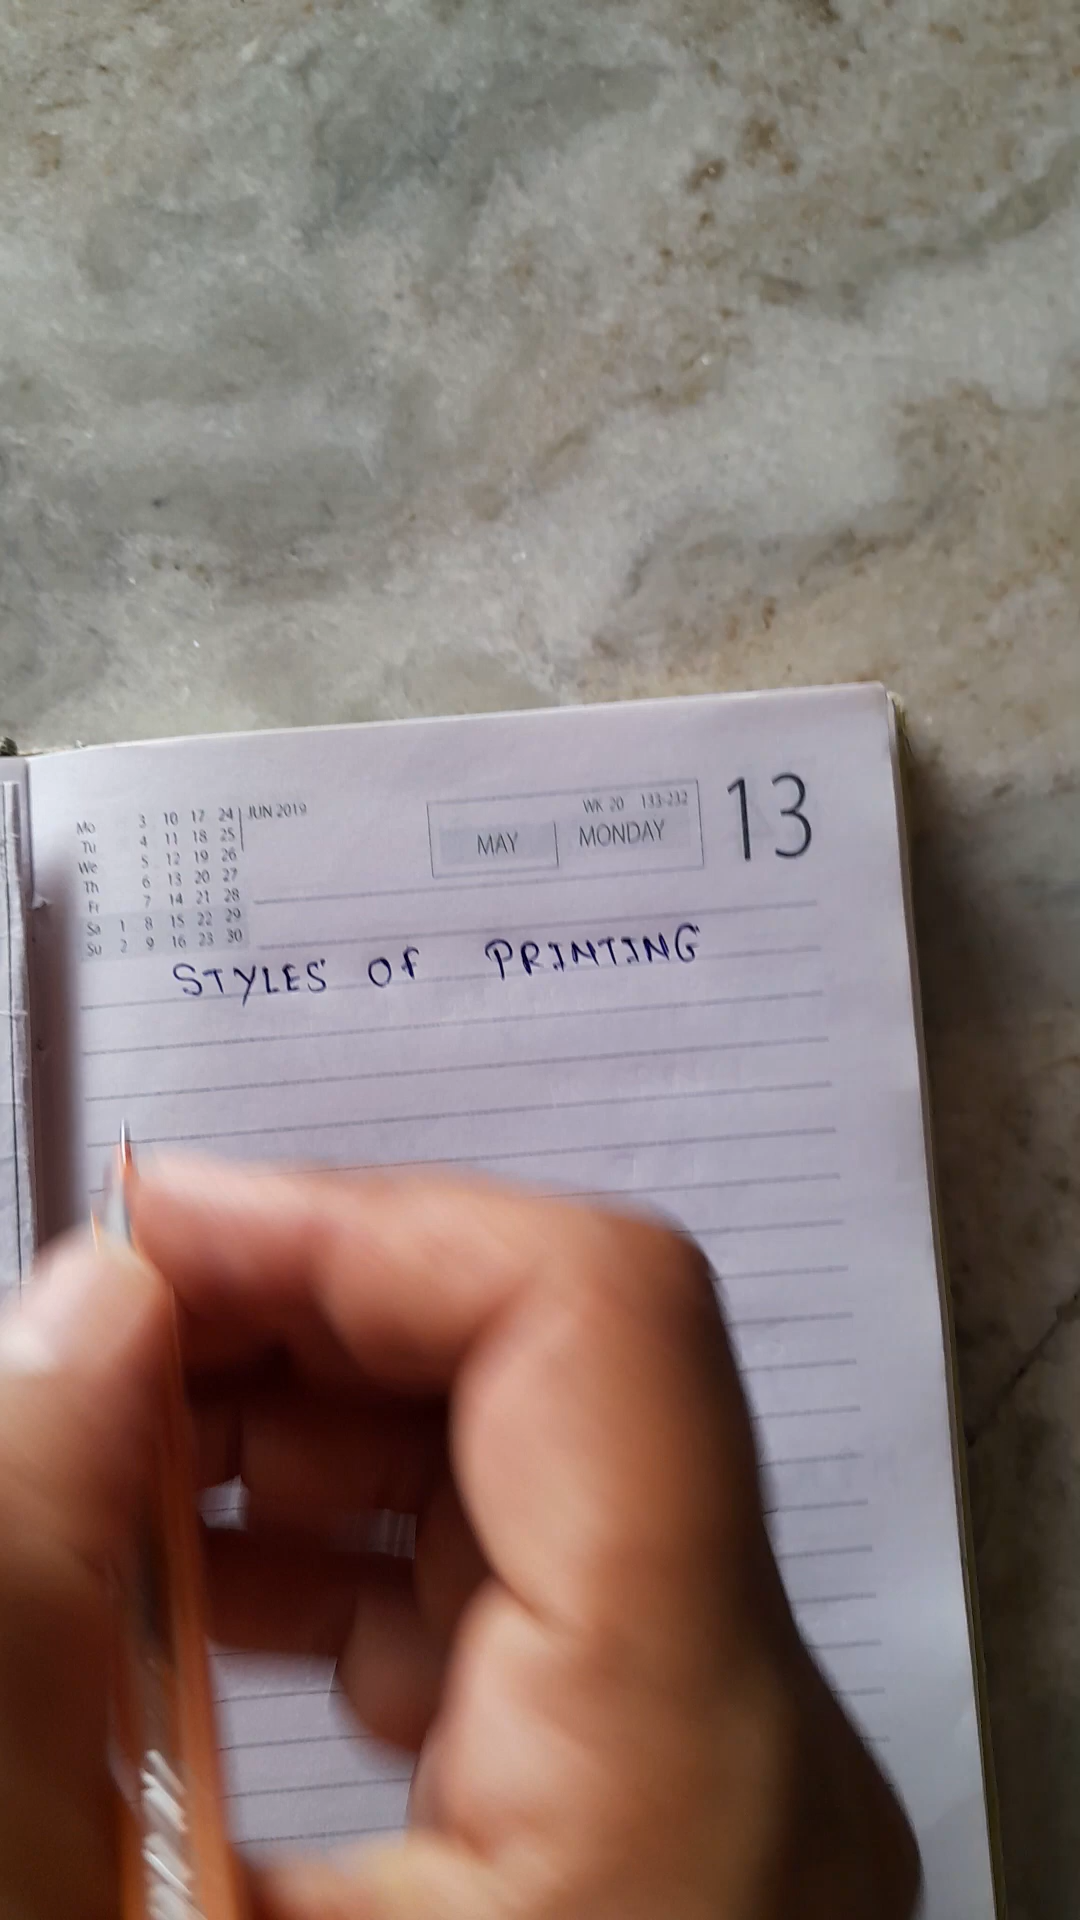 Mo 3 10 17 24 JUN 2019
Tu 4 11 18 25
We 5 12 19 26
Th 6 13 20 27
Fr 7 14 21 28
Sa 1 8 15 22 29
Su 2 9 16 23 30
WK 20 133-232
MAY MONDAY 13
STYLES OF PRINTING